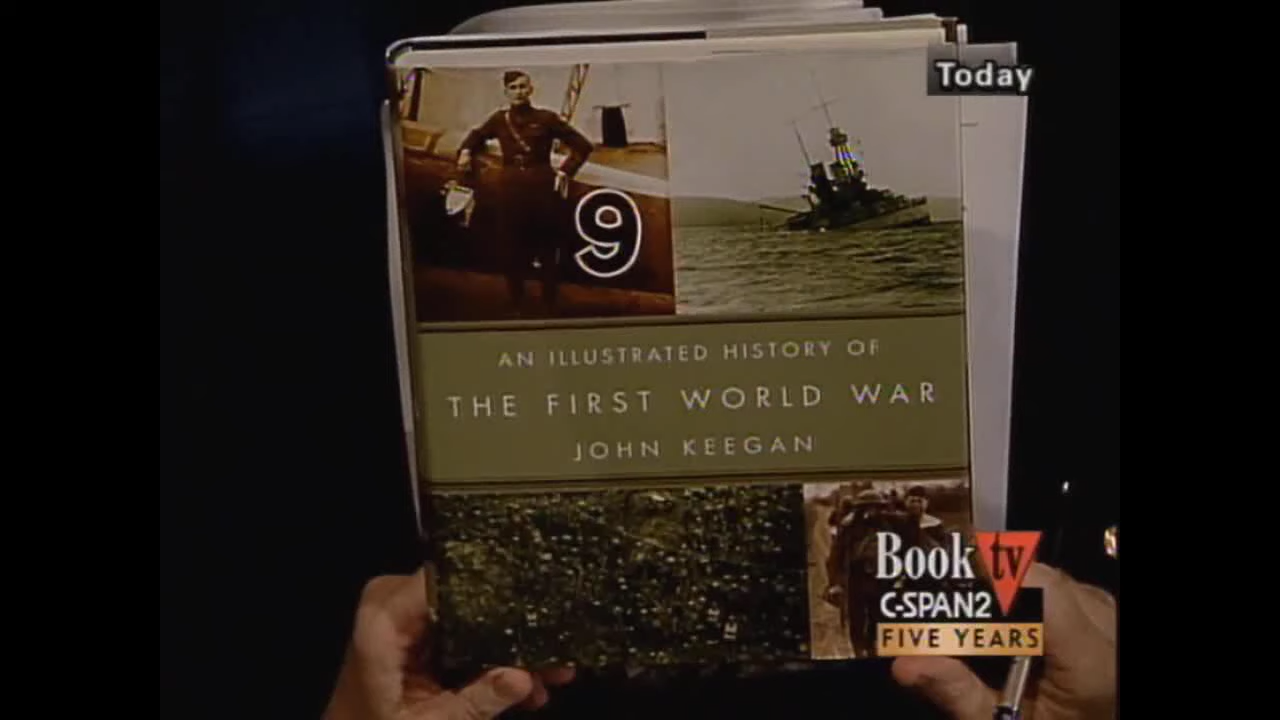 Today
9
AN ILLUSTRATED HISTORY OF
THE FIRST WORLD WAR
JOHN KEEGAN
Book tv
C-SPAN2
FIVE YEARS